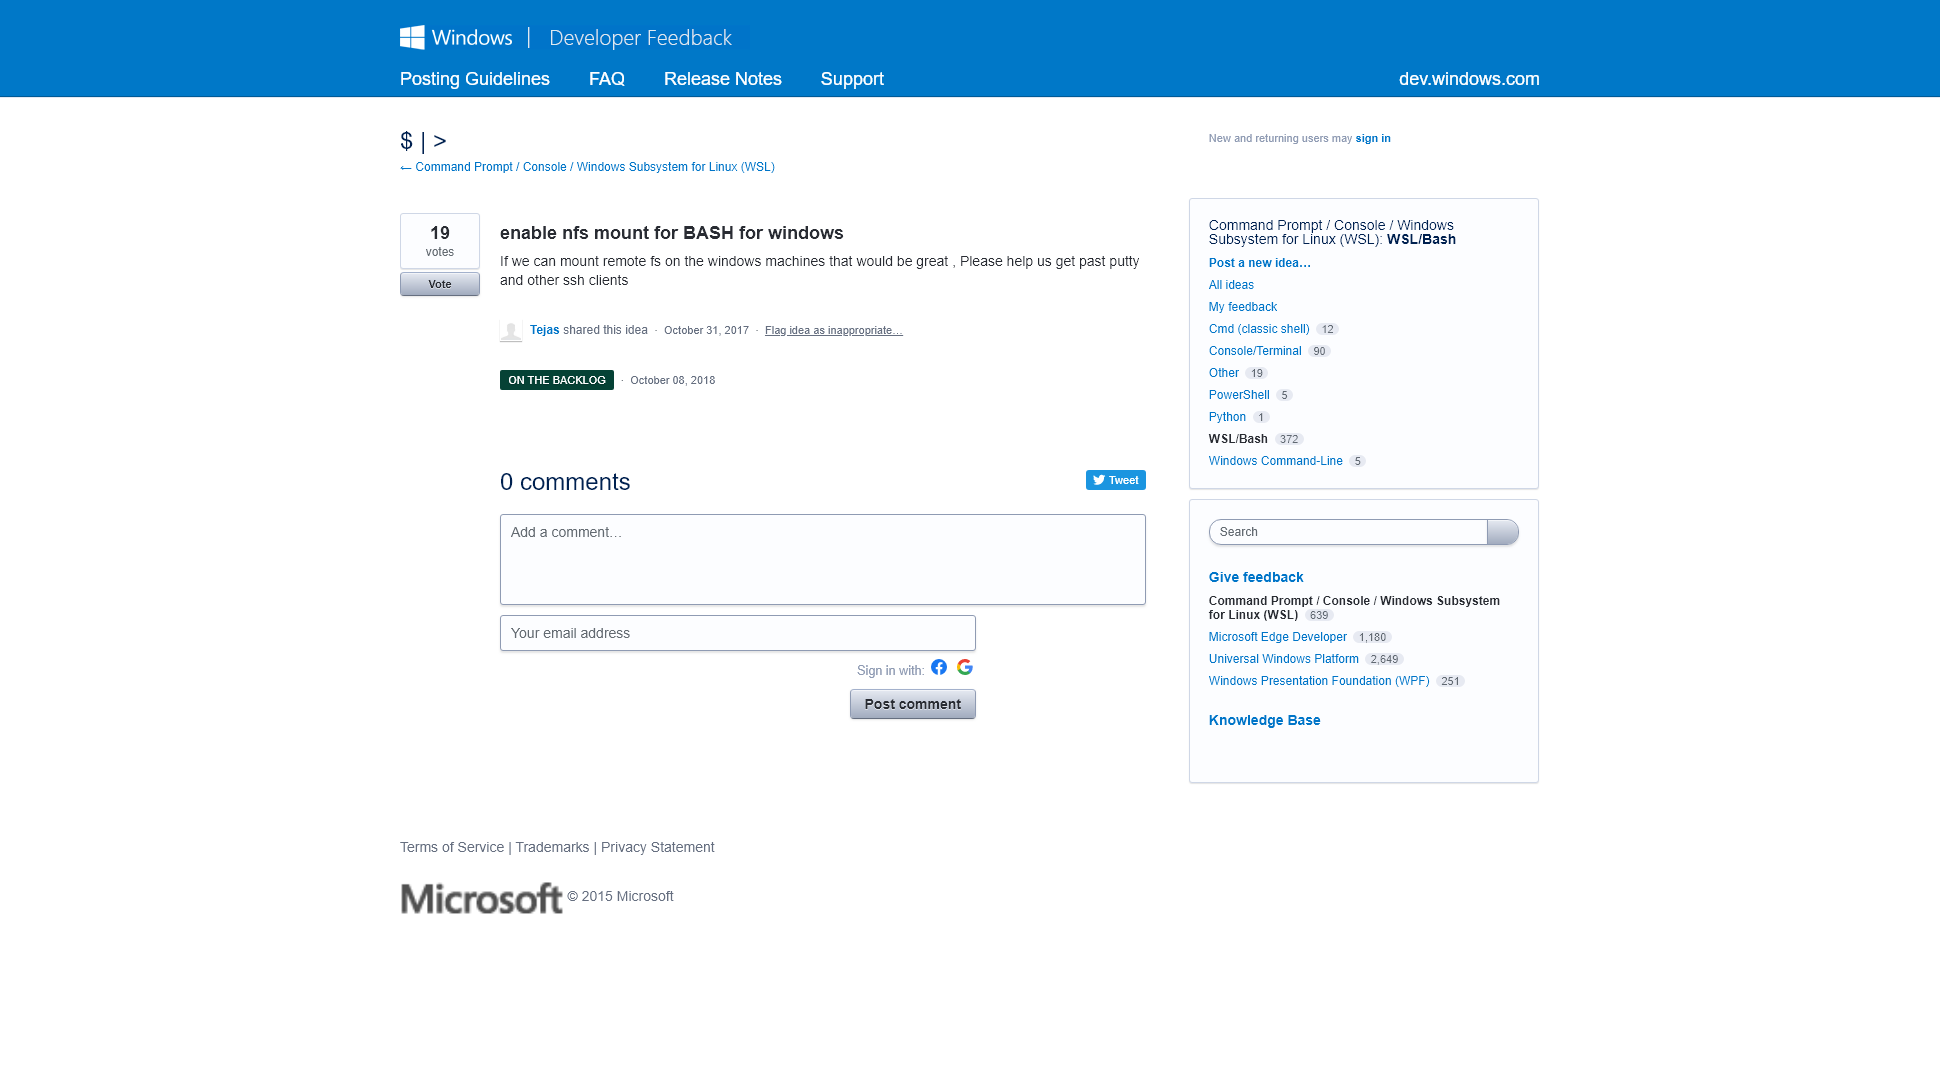 Windows | Developer Feedback
Posting Guidelines FAQ Release Notes Support dev.windows.com
$ | >
New and returning users may sign in
← Command Prompt / Console / Windows Subsystem for Linux (WSL)
19
votes
Vote
enable nfs mount for BASH for windows
If we can mount remote fs on the windows machines that would be great , Please help us get past putty
and other ssh clients
Tejas shared this idea · October 31, 2017 · Flag idea as inappropriate…
ON THE BACKLOG · October 08, 2018
0 comments
Tweet
Add a comment…
Your email address
Sign in with:
Post comment
Command Prompt / Console / Windows
Subsystem for Linux (WSL): WSL/Bash
Post a new idea…
All ideas
My feedback
Cmd (classic shell) 12
Console/Terminal 90
Other 19
PowerShell 5
Python 1
WSL/Bash 372
Windows Command-Line 5
Search
Give feedback
Command Prompt / Console / Windows Subsystem
for Linux (WSL) 639
Microsoft Edge Developer 1,180
Universal Windows Platform 2,649
Windows Presentation Foundation (WPF) 251
Knowledge Base
Terms of Service | Trademarks | Privacy Statement
Microsoft © 2015 Microsoft